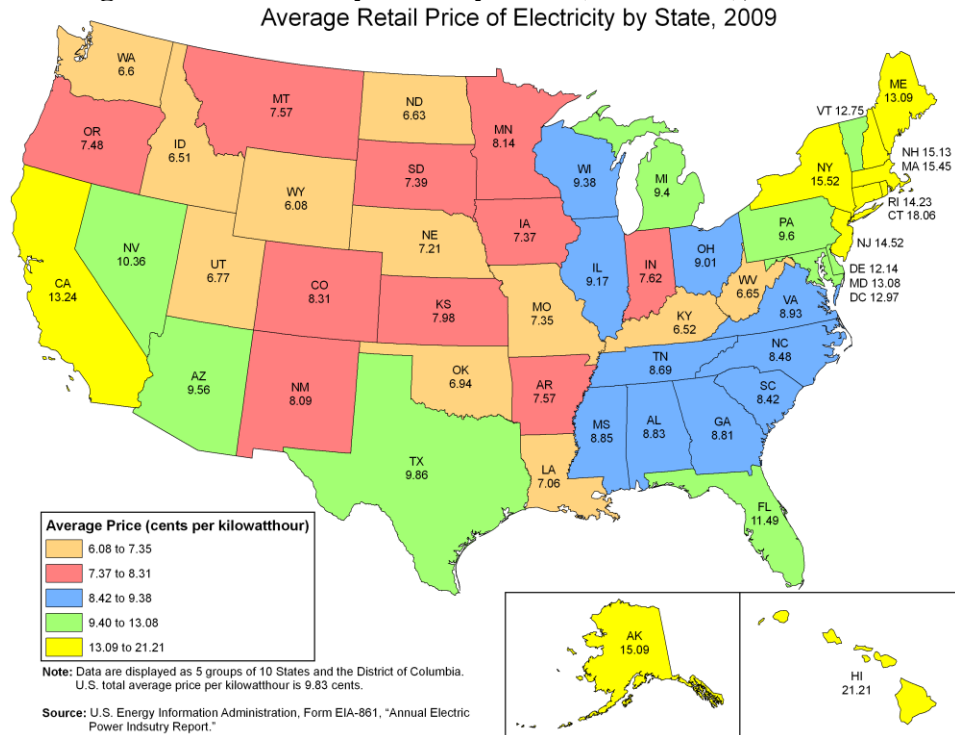 Average Retail Price of Electricity by State, 2009
WA
6.6
OR
7.48
CA
13.24
ID
6.51
NV
10.36
MT
7.57
WY
6.08
UT
6.77
AZ
9.56
CO
8.31
NM
8.09
ND
6.63
SD
7.39
NE
7.21
KS
7.98
OK
6.94
TX
9.86
MN
8.14
IA
7.37
MO
7.35
AR
7.57
LA
7.06
WI
9.38
IL
9.17
MI
9.4
IN
7.62
OH
9.01
KY
6.52
TN
8.69
MS
8.85
AL
8.83
GA
8.81
FL
11.49
SC
8.42
NC
8.48
VA
8.93
WV
6.65
PA
9.6
NY
15.52
VT 12.75
ME
13.09
NH 15.13
MA 15.45
RI 14.23
CT 18.06
NJ 14.52
DE 12.14
MD 13.08
DC 12.97
AK
15.09
HI
21.21
Average Price (cents per kilowatthour)
6.08 to 7.35
7.37 to 8.31
8.42 to 9.38
9.40 to 13.08
13.09 to 21.21
Note: Data are displayed as 5 groups of 10 States and the District of Columbia.
U.S. total average price per kilowatthour is 9.83 cents.
Source: U.S. Energy Information Administration, Form EIA-861, "Annual Electric
Power Indsutry Report."